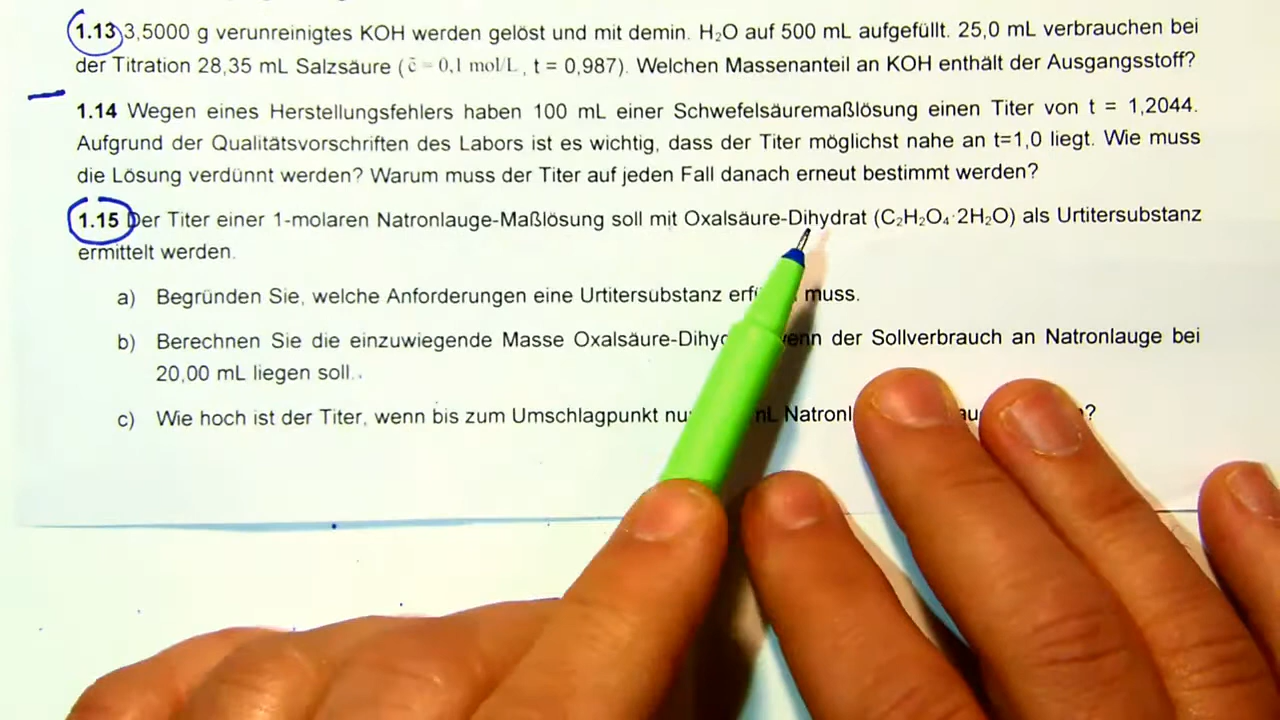 1.13 3,5000 g verunreinigtes KOH werden gelöst und mit demin. H₂O auf 500 mL aufgefüllt. 25,0 mL verbrauchen bei
der Titration 28,35 mL Salzsäure ( c̃ = 0,1 mol/L , t = 0,987). Welchen Massenanteil an KOH enthält der Ausgangsstoff?
1.14 Wegen eines Herstellungsfehlers haben 100 mL einer Schwefelsäuremaßlösung einen Titer von t = 1,2044.
Aufgrund der Qualitätsvorschriften des Labors ist es wichtig, dass der Titer möglichst nahe an t=1,0 liegt. Wie muss
die Lösung verdünnt werden? Warum muss der Titer auf jeden Fall danach erneut bestimmt werden?
1.15 Der Titer einer 1-molaren Natronlauge-Maßlösung soll mit Oxalsäure-Dihydrat (C₂H₂O₄·2H₂O) als Urtitersubstanz
ermittelt werden.
a) Begründen Sie, welche Anforderungen eine Urtitersubstanz muss.
b) Berechnen Sie die einzuwiegende Masse der Sollverbrauch an Natronlauge bei
20,00 mL liegen soll.
c) Wie hoch ist der Titer, wenn bis zum Umschlagpunkt ?